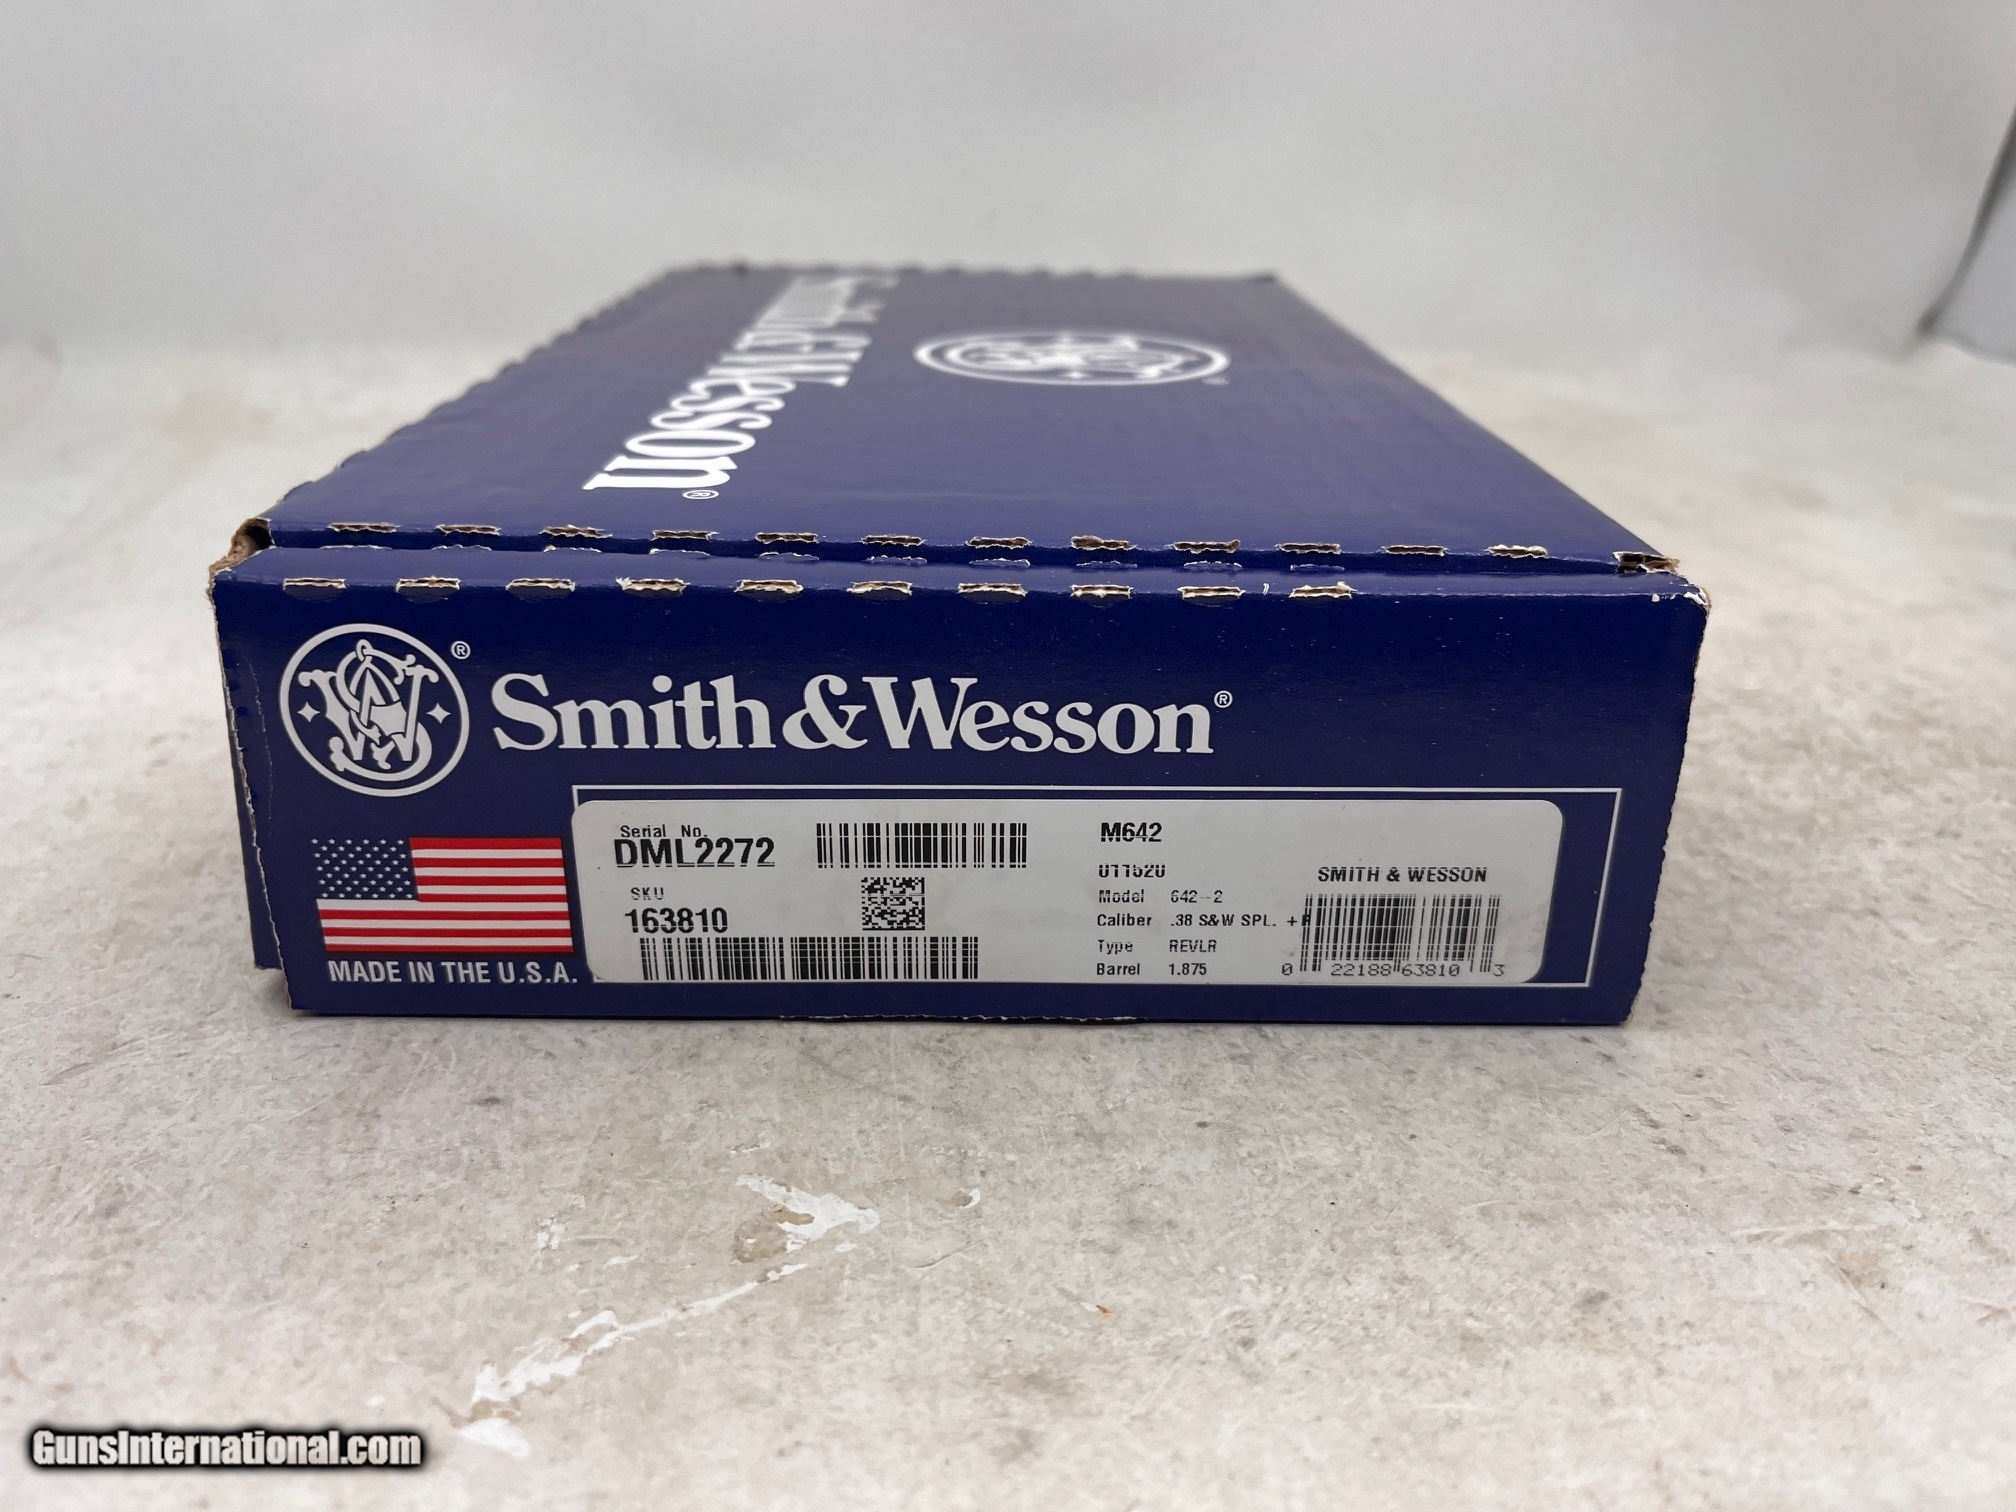 Smith & Wesson®
®
Smith & Wesson®
MADE IN THE U.S.A.
Serial No.
DML2272
SKU
163810
M642
011520
Model 642-2
Caliber .38 S&W SPL. +P
Type REVLR
Barrel 1.875
SMITH & WESSON
0 22188 63810 3
GunsInternational.com